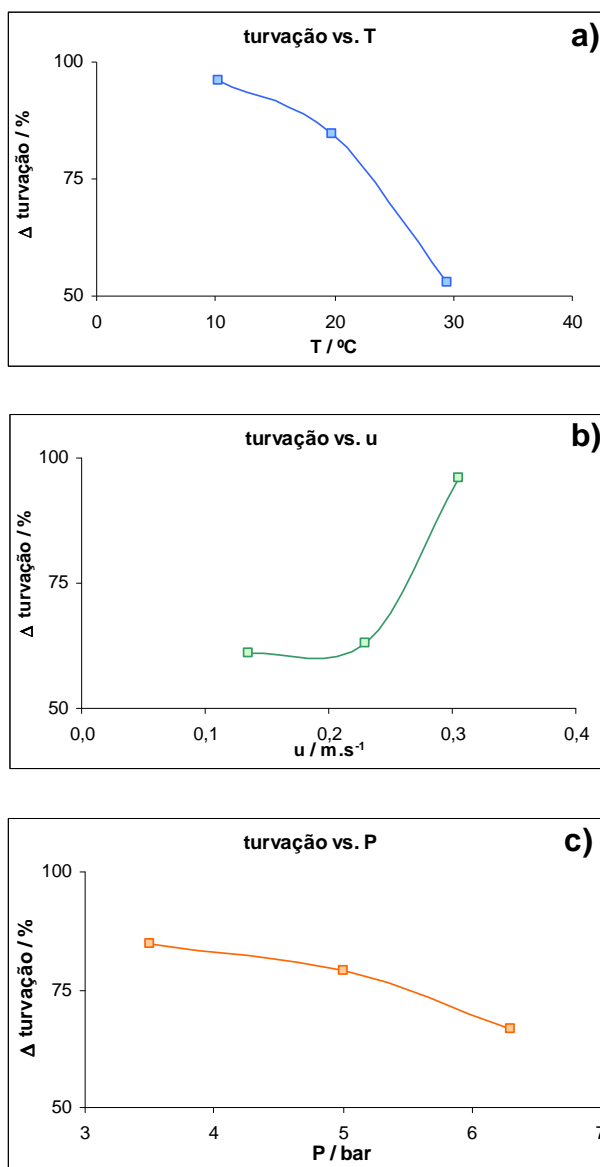 turvação vs. T
a)
100
75
50
Δ turvação / %
0 10 20 30 40
T / ºC
turvação vs. u
b)
100
75
50
Δ turvação / %
0,0 0,1 0,2 0,3 0,4
u / m.s⁻¹
turvação vs. P
c)
100
75
50
Δ turvação / %
3 4 5 6 7
P / bar